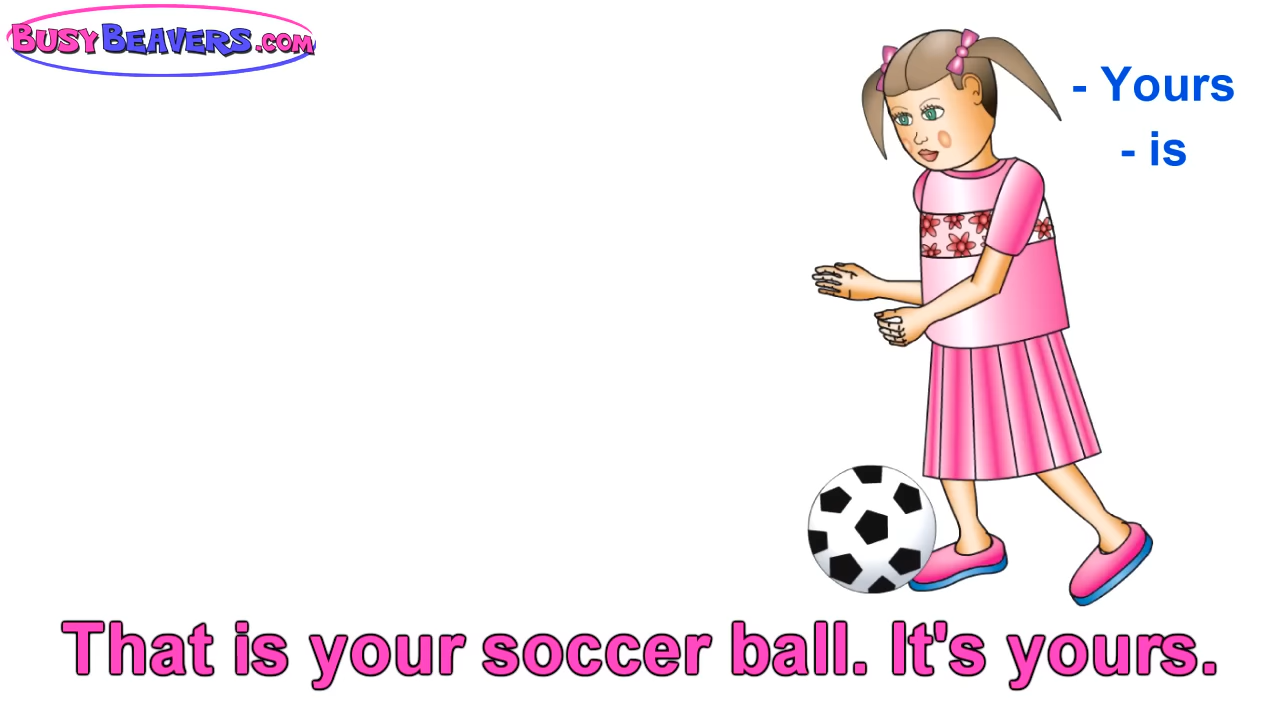 BUSYBEAVERS.COM
- Yours
- is
That is your soccer ball. It's yours.